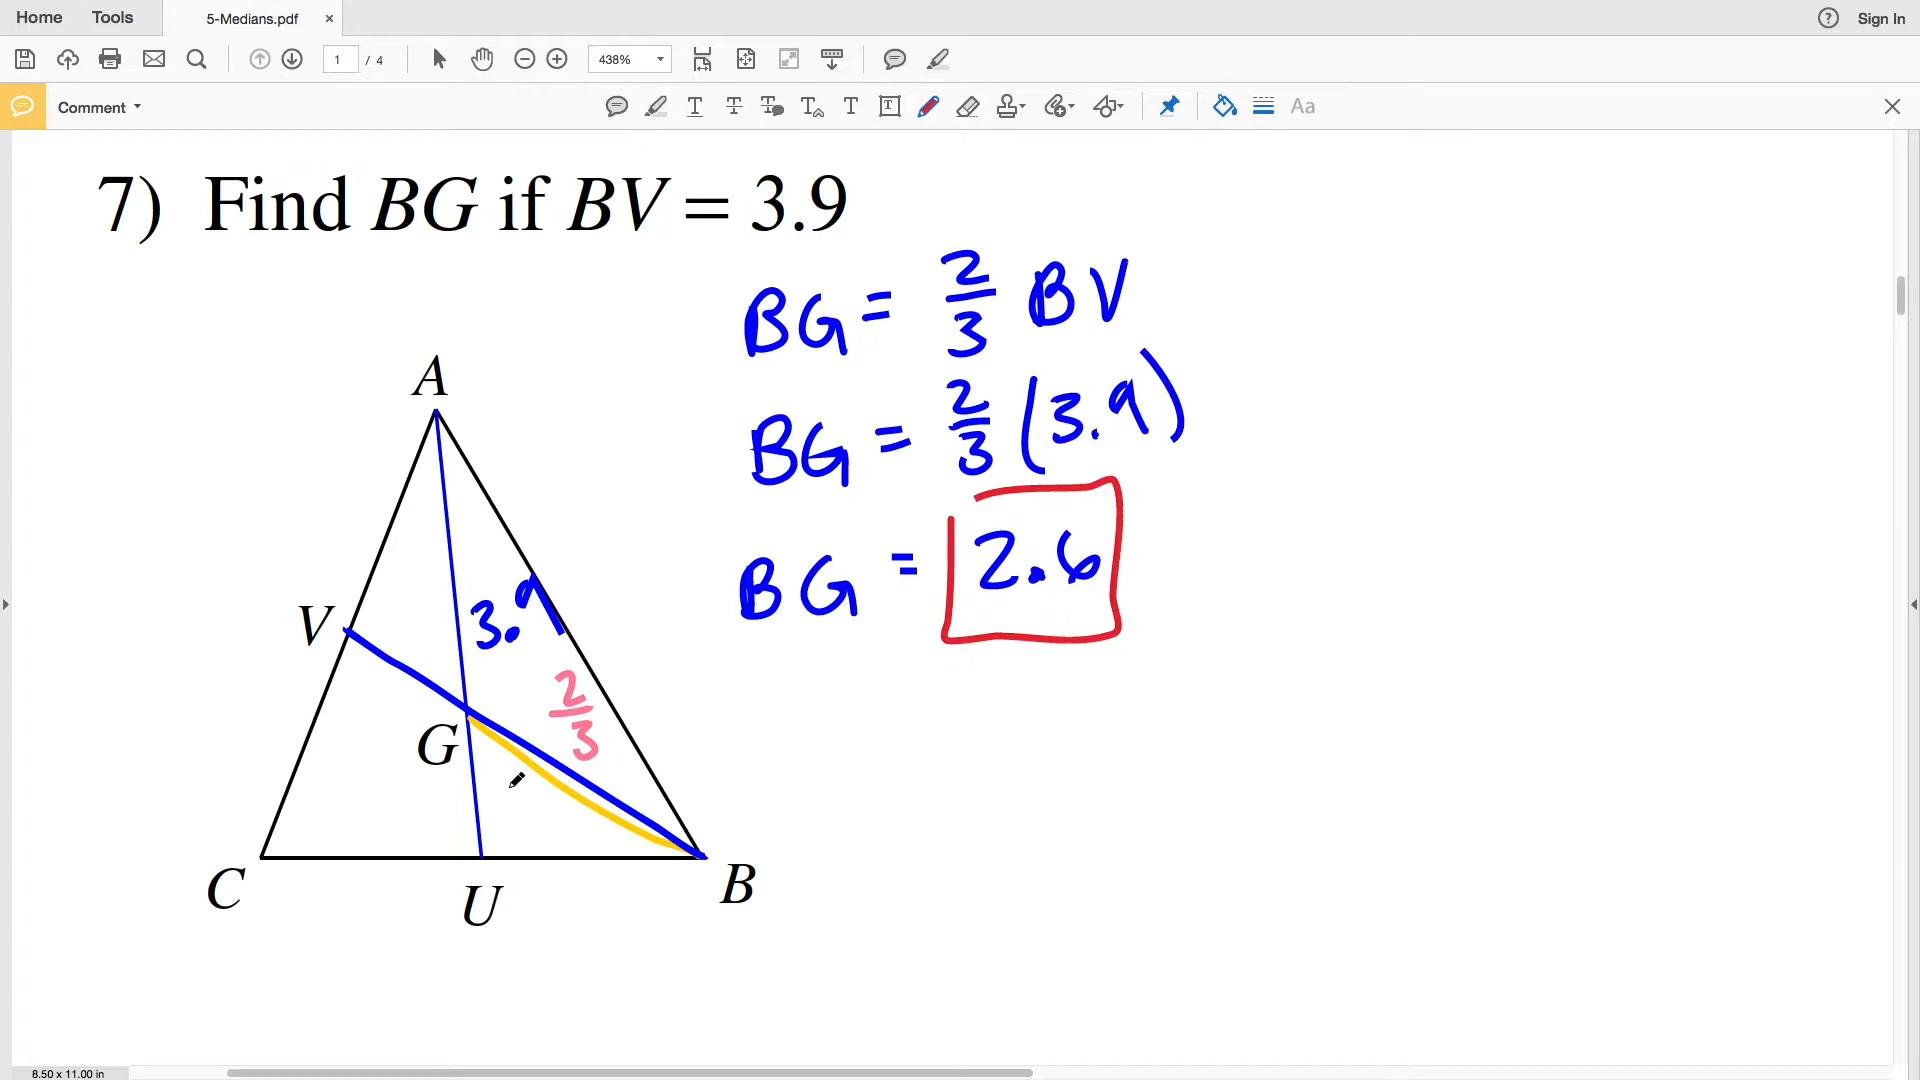 Home Tools 5-Medians.pdf × ? Sign In
1 / 4 438%
Comment T T T T T T Aa
7) Find BG if BV = 3.9
BG = 2/3 BV
BG = 2/3 (3.9)
BG = 2.6
A
3.9
V
2/3
G
C
U
B
8.50 x 11.00 in